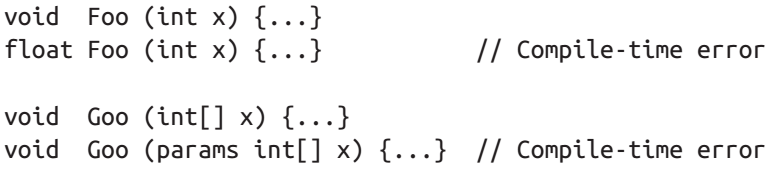 void  Foo (int x) {...}
float Foo (int x) {...}           // Compile-time error
void  Goo (int[] x) {...}
void  Goo (params int[] x) {...}  // Compile-time error